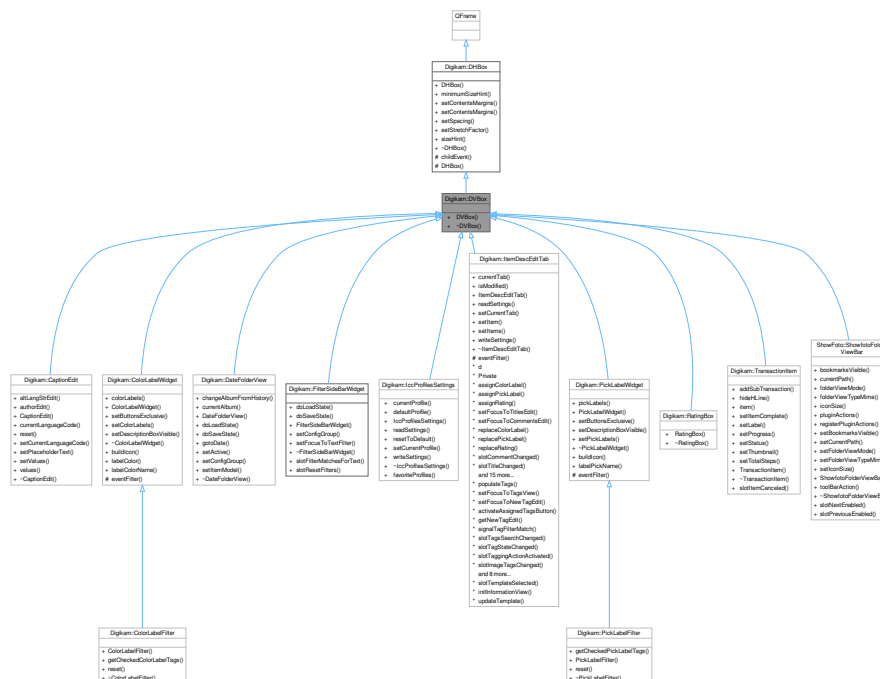 QFrame
Digikam::DHBox
+ DHBox()
+ minimumSizeHint()
+ setContentsMargins()
+ setContentsMargins()
+ setSpacing()
+ setStretchFactor()
+ sizeHint()
+ ~DHBox()
# childEvent()
# DHBox()
Digikam::DVBox
+ DVBox()
+ ~DVBox()
Digikam::CaptionEdit
+ altLangStrEdit()
+ authorEdit()
+ CaptionEdit()
+ currentLanguageCode()
+ reset()
+ setCurrentLanguageCode()
+ setPlaceholderText()
+ setValues()
+ values()
+ ~CaptionEdit()
Digikam::ColorLabelWidget
+ colorLabels()
+ ColorLabelWidget()
+ setButtonsExclusive()
+ setColorLabels()
+ setDescriptionBoxVisible()
+ ~ColorLabelWidget()
+ buildIcon()
+ labelColor()
+ labelColorName()
# eventFilter()
Digikam::DateFolderView
+ changeAlbumFromHistory()
+ currentAlbum()
+ DateFolderView()
+ doLoadState()
+ doSaveState()
+ gotoDate()
+ setActive()
+ setConfigGroup()
+ setItemModel()
+ ~DateFolderView()
Digikam::FilterSideBarWidget
+ doLoadState()
+ doSaveState()
+ FilterSideBarWidget()
+ setConfigGroup()
+ setFocusToTextFilter()
+ ~FilterSideBarWidget()
+ slotFilterMatchesForText()
+ slotResetFilters()
Digikam::IccProfilesSettings
+ currentProfile()
+ defaultProfile()
+ IccProfilesSettings()
+ readSettings()
+ resetToDefault()
+ setCurrentProfile()
+ writeSettings()
+ ~IccProfilesSettings()
+ favoriteProfiles()
Digikam::ItemDescEditTab
+ currentTab()
+ isModified()
+ ItemDescEditTab()
+ readSettings()
+ setCurrentTab()
+ setItem()
+ setItems()
+ writeSettings()
+ ~ItemDescEditTab()
# eventFilter()
* d
* Private
* assignColorLabel()
* assignPickLabel()
* assignRating()
* setFocusToTitlesEdit()
* setFocusToCommentsEdit()
* replaceColorLabel()
* replacePickLabel()
* replaceRating()
* slotCommentChanged()
* slotTitleChanged()
and 15 more...
* populateTags()
* setFocusToTagsView()
* setFocusToNewTagEdit()
* activateAssignedTagsButton()
* getNewTagEdit()
* signalTagFilterMatch()
* slotTagsSearchChanged()
* slotTagStateChanged()
* slotTaggingActionActivated()
* slotImageTagsChanged()
and 8 more...
* slotTemplateSelected()
* initInformationView()
* updateTemplate()
Digikam::PickLabelWidget
+ pickLabels()
+ PickLabelWidget()
+ setButtonsExclusive()
+ setDescriptionBoxVisible()
+ setPickLabels()
+ ~PickLabelWidget()
+ buildIcon()
+ labelPickName()
# eventFilter()
Digikam::RatingBox
+ RatingBox()
+ ~RatingBox()
Digikam::TransactionItem
+ addSubTransaction()
+ hideHLine()
+ item()
+ setItemComplete()
+ setLabel()
+ setProgress()
+ setStatus()
+ setThumbnail()
+ setTotalSteps()
+ TransactionItem()
+ ~TransactionItem()
+ slotItemCanceled()
ShowFoto::ShowfotoFold
ViewBar
+ bookmarksVisible()
+ currentPath()
+ folderViewMode()
+ folderViewTypeMime()
+ iconSize()
+ pluginActions()
+ registerPluginActions()
+ setBookmarksVisible()
+ setCurrentPath()
+ setFolderViewMode()
+ setFolderViewTypeMim
+ setIconSize()
+ ShowfotoFolderViewBa
+ toolBarAction()
+ ~ShowfotoFolderViewB
+ slotNextEnabled()
+ slotPreviousEnabled()
Digikam::ColorLabelFilter
+ ColorLabelFilter()
+ getCheckedColorLabelTags()
+ reset()
+ ~ColorLabelFilter()
Digikam::PickLabelFilter
+ getCheckedPickLabelTags()
+ PickLabelFilter()
+ reset()
+ ~PickLabelFilter()